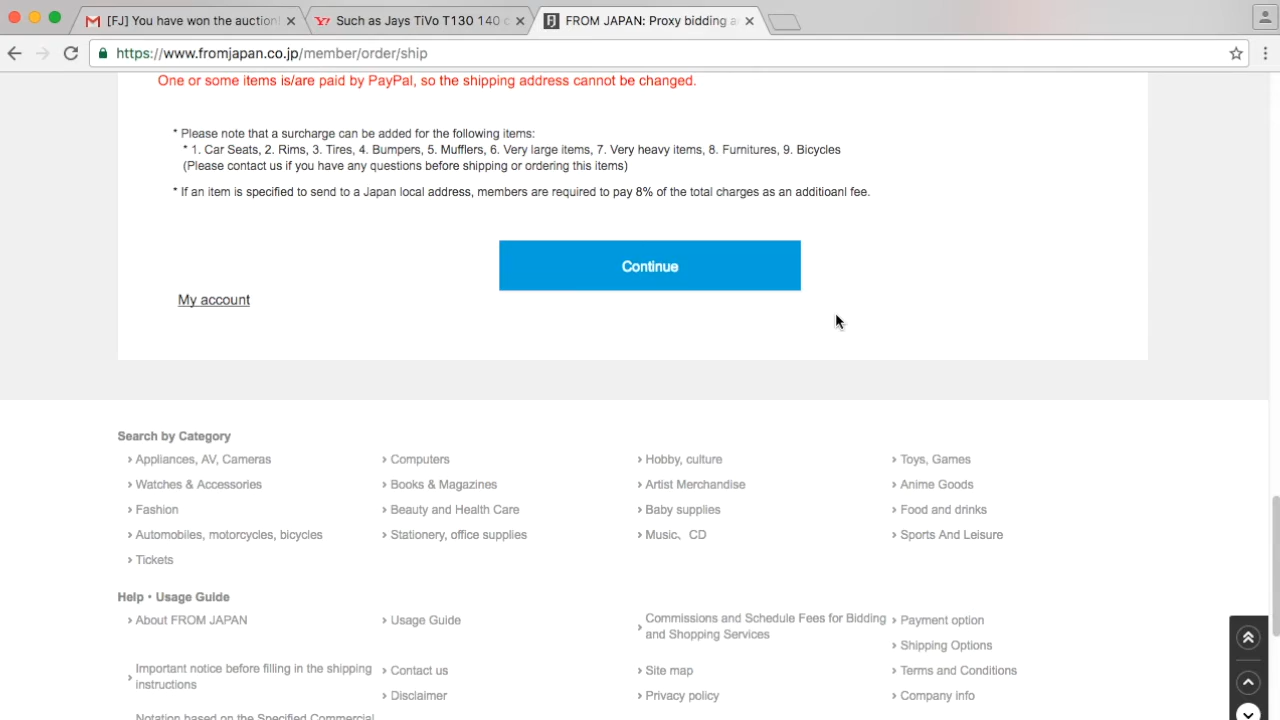 [FJ] You have won the auction
Such as Jays TiVo T130 140 c
FROM JAPAN: Proxy bidding a
https://www.fromjapan.co.jp/member/order/ship
One or some items is/are paid by PayPal, so the shipping address cannot be changed.
* Please note that a surcharge can be added for the following items:
* 1. Car Seats, 2. Rims, 3. Tires, 4. Bumpers, 5. Mufflers, 6. Very large items, 7. Very heavy items, 8. Furnitures, 9. Bicycles
(Please contact us if you have any questions before shipping or ordering this items)
* If an item is specified to send to a Japan local address, members are required to pay 8% of the total charges as an additioanl fee.
Continue
My account
Search by Category
› Appliances, AV, Cameras
› Computers
› Hobby, culture
› Toys, Games
› Watches & Accessories
› Books & Magazines
› Artist Merchandise
› Anime Goods
› Fashion
› Beauty and Health Care
› Baby supplies
› Food and drinks
› Automobiles, motorcycles, bicycles
› Stationery, office supplies
› Music、CD
› Sports And Leisure
› Tickets
Help・Usage Guide
› About FROM JAPAN
› Usage Guide
› Commissions and Schedule Fees for Bidding
and Shopping Services
› Payment option
› Shipping Options
› Important notice before filling in the shipping
instructions
› Contact us
› Site map
› Terms and Conditions
› Disclaimer
› Privacy policy
› Company info
Notation based on the Specified Commercial